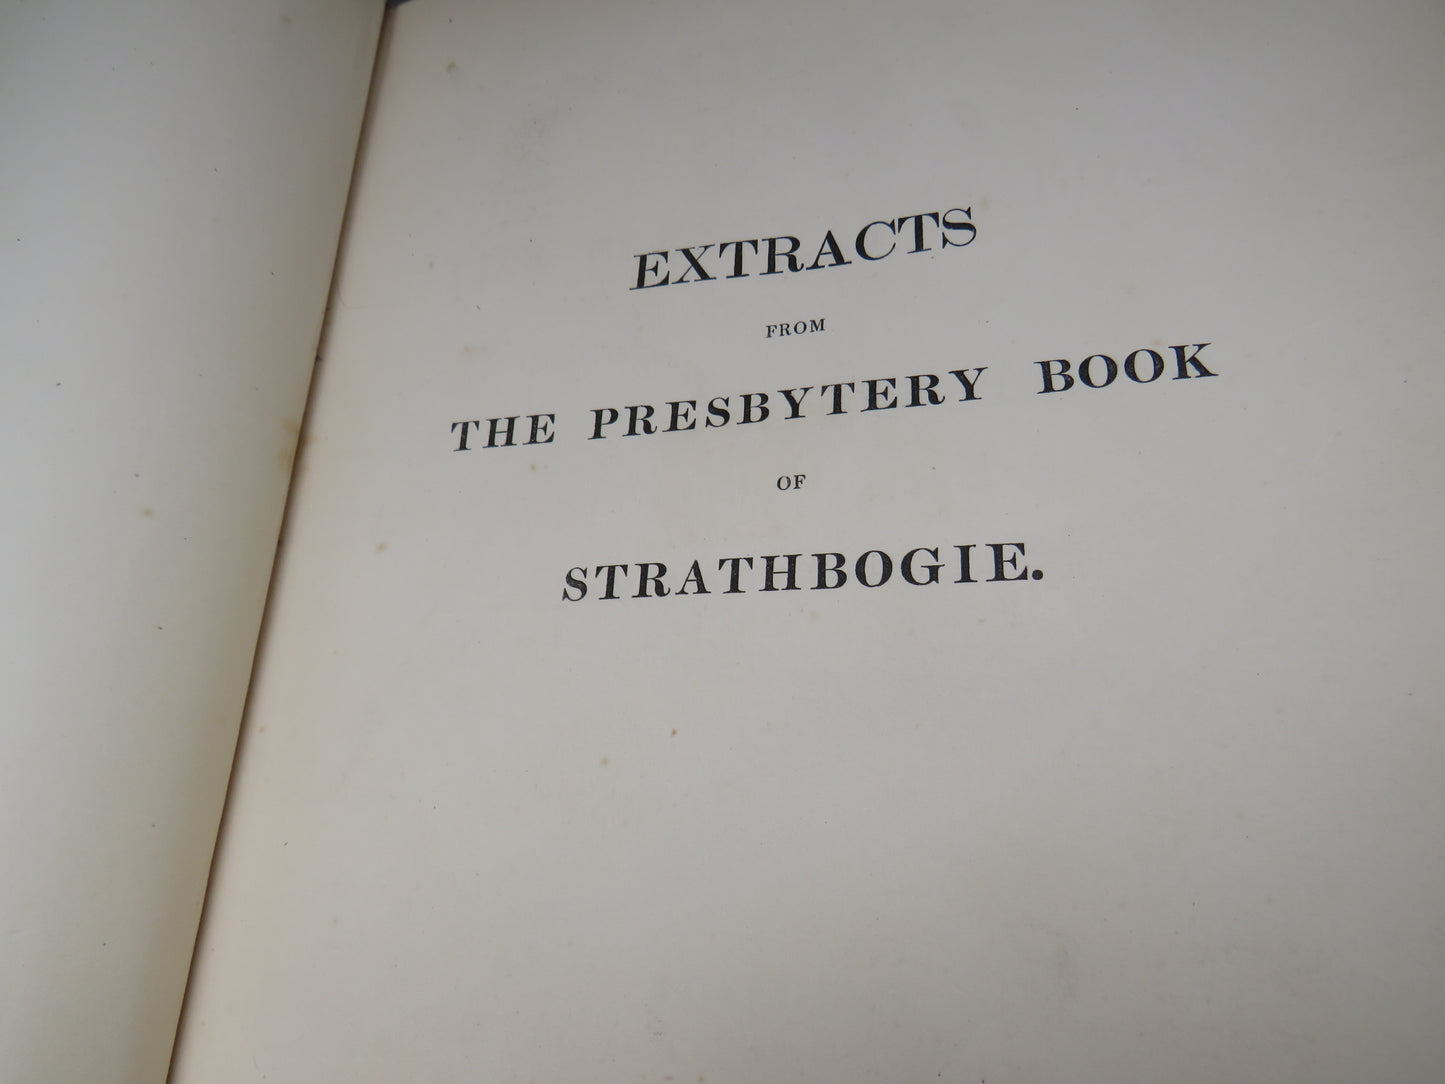 EXTRACTS
FROM
THE PRESBYTERY BOOK
OF
STRATHBOGIE.